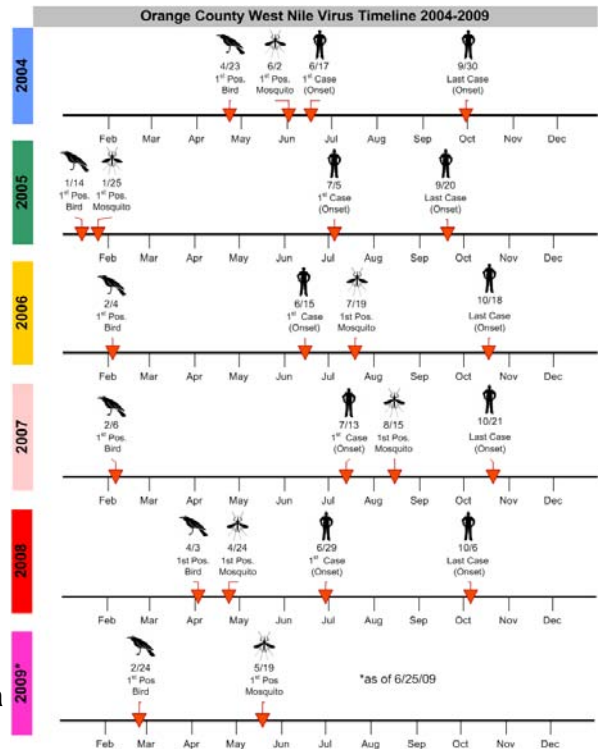 Orange County West Nile Virus Timeline 2004-2009
2004
4/23 6/2 6/17 9/30
1st Pos. 1st Pos. 1st Case Last Case
Bird Mosquito (Onset) (Onset)
Feb Mar Apr May Jun Jul Aug Sep Oct Nov Dec
2005
1/14 1/25 7/5 9/20
1st Pos. 1st Pos. 1st Case Last Case
Bird Mosquito (Onset) (Onset)
Feb Mar Apr May Jun Jul Aug Sep Oct Nov Dec
2006
2/4 6/15 7/19 10/18
1st Pos. 1st Case 1st Pos. Last Case
Bird (Onset) Mosquito (Onset)
Feb Mar Apr May Jun Jul Aug Sep Oct Nov Dec
2007
2/6 7/13 8/15 10/21
1st Pos. 1st Case 1st Pos. Last Case
Bird (Onset) Mosquito (Onset)
Feb Mar Apr May Jun Jul Aug Sep Oct Nov Dec
2008
4/3 4/24 6/29 10/6
1st Pos. 1st Pos. 1st Case Last Case
Bird Mosquito (Onset) (Onset)
Feb Mar Apr May Jun Jul Aug Sep Oct Nov Dec
2009*
2/24 5/19 *as of 6/25/09
1st Pos 1st Pos
Bird Mosquito
Feb Mar Apr May Jun Jul Aug Sep Oct Nov Dec